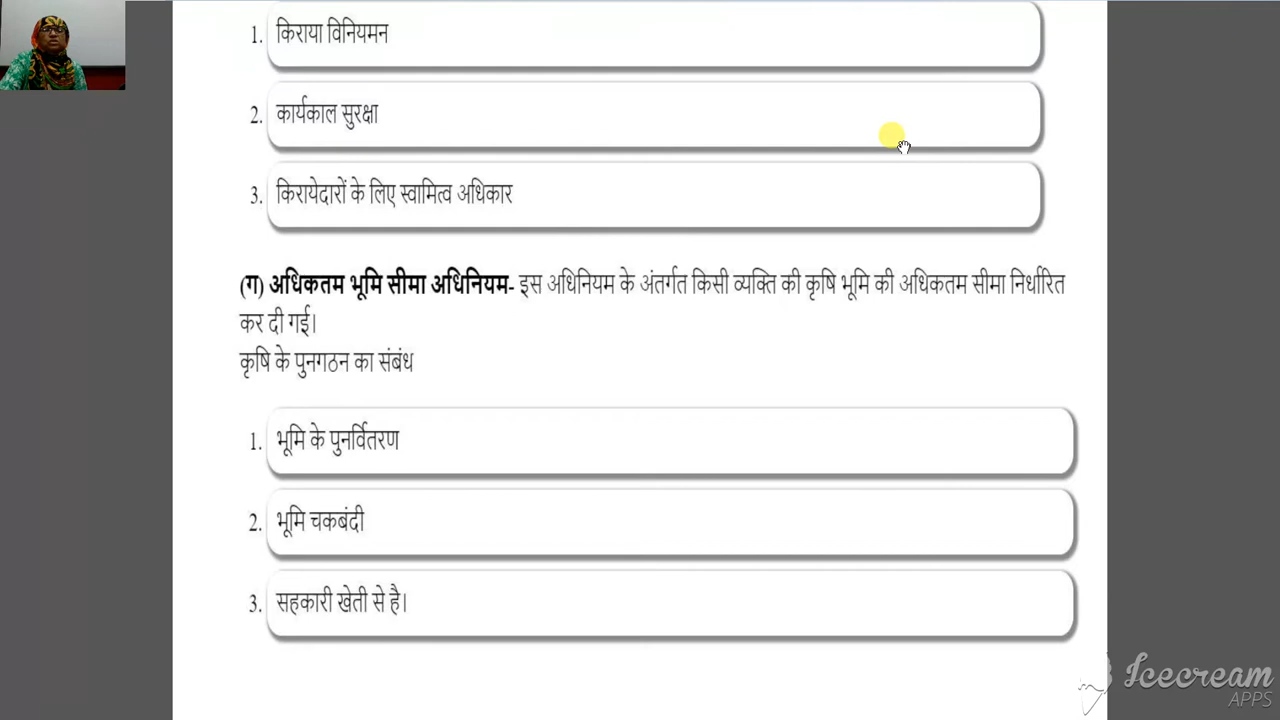 1. किराया विनियमन
2. कार्यकाल सुरक्षा
3. किरायेदारों के लिए स्वामित्व अधिकार
(ग) अधिकतम भूमि सीमा अधिनियम- इस अधिनियम के अंतर्गत किसी व्यक्ति की कृषि भूमि की अधिकतम सीमा निर्धारित
कर दी गई।
कृषि के पुनगठन का संबंध
1. भूमि के पुनर्वितरण
2. भूमि चकबंदी
3. सहकारी खेती से है।
Icecream
APPS